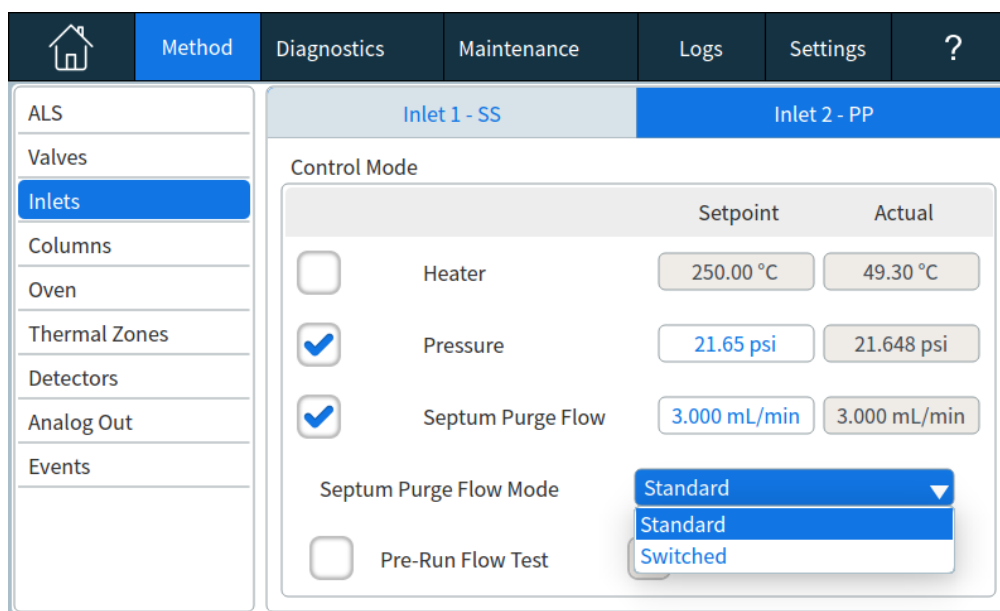 Method Diagnostics Maintenance Logs Settings ?
ALS
Valves
Inlets
Columns
Oven
Thermal Zones
Detectors
Analog Out
Events
Inlet 1 - SS Inlet 2 - PP
Control Mode
Setpoint Actual
Heater 250.00 °C 49.30 °C
Pressure 21.65 psi 21.648 psi
Septum Purge Flow 3.000 mL/min 3.000 mL/min
Septum Purge Flow Mode Standard
Standard
Switched
Pre-Run Flow Test